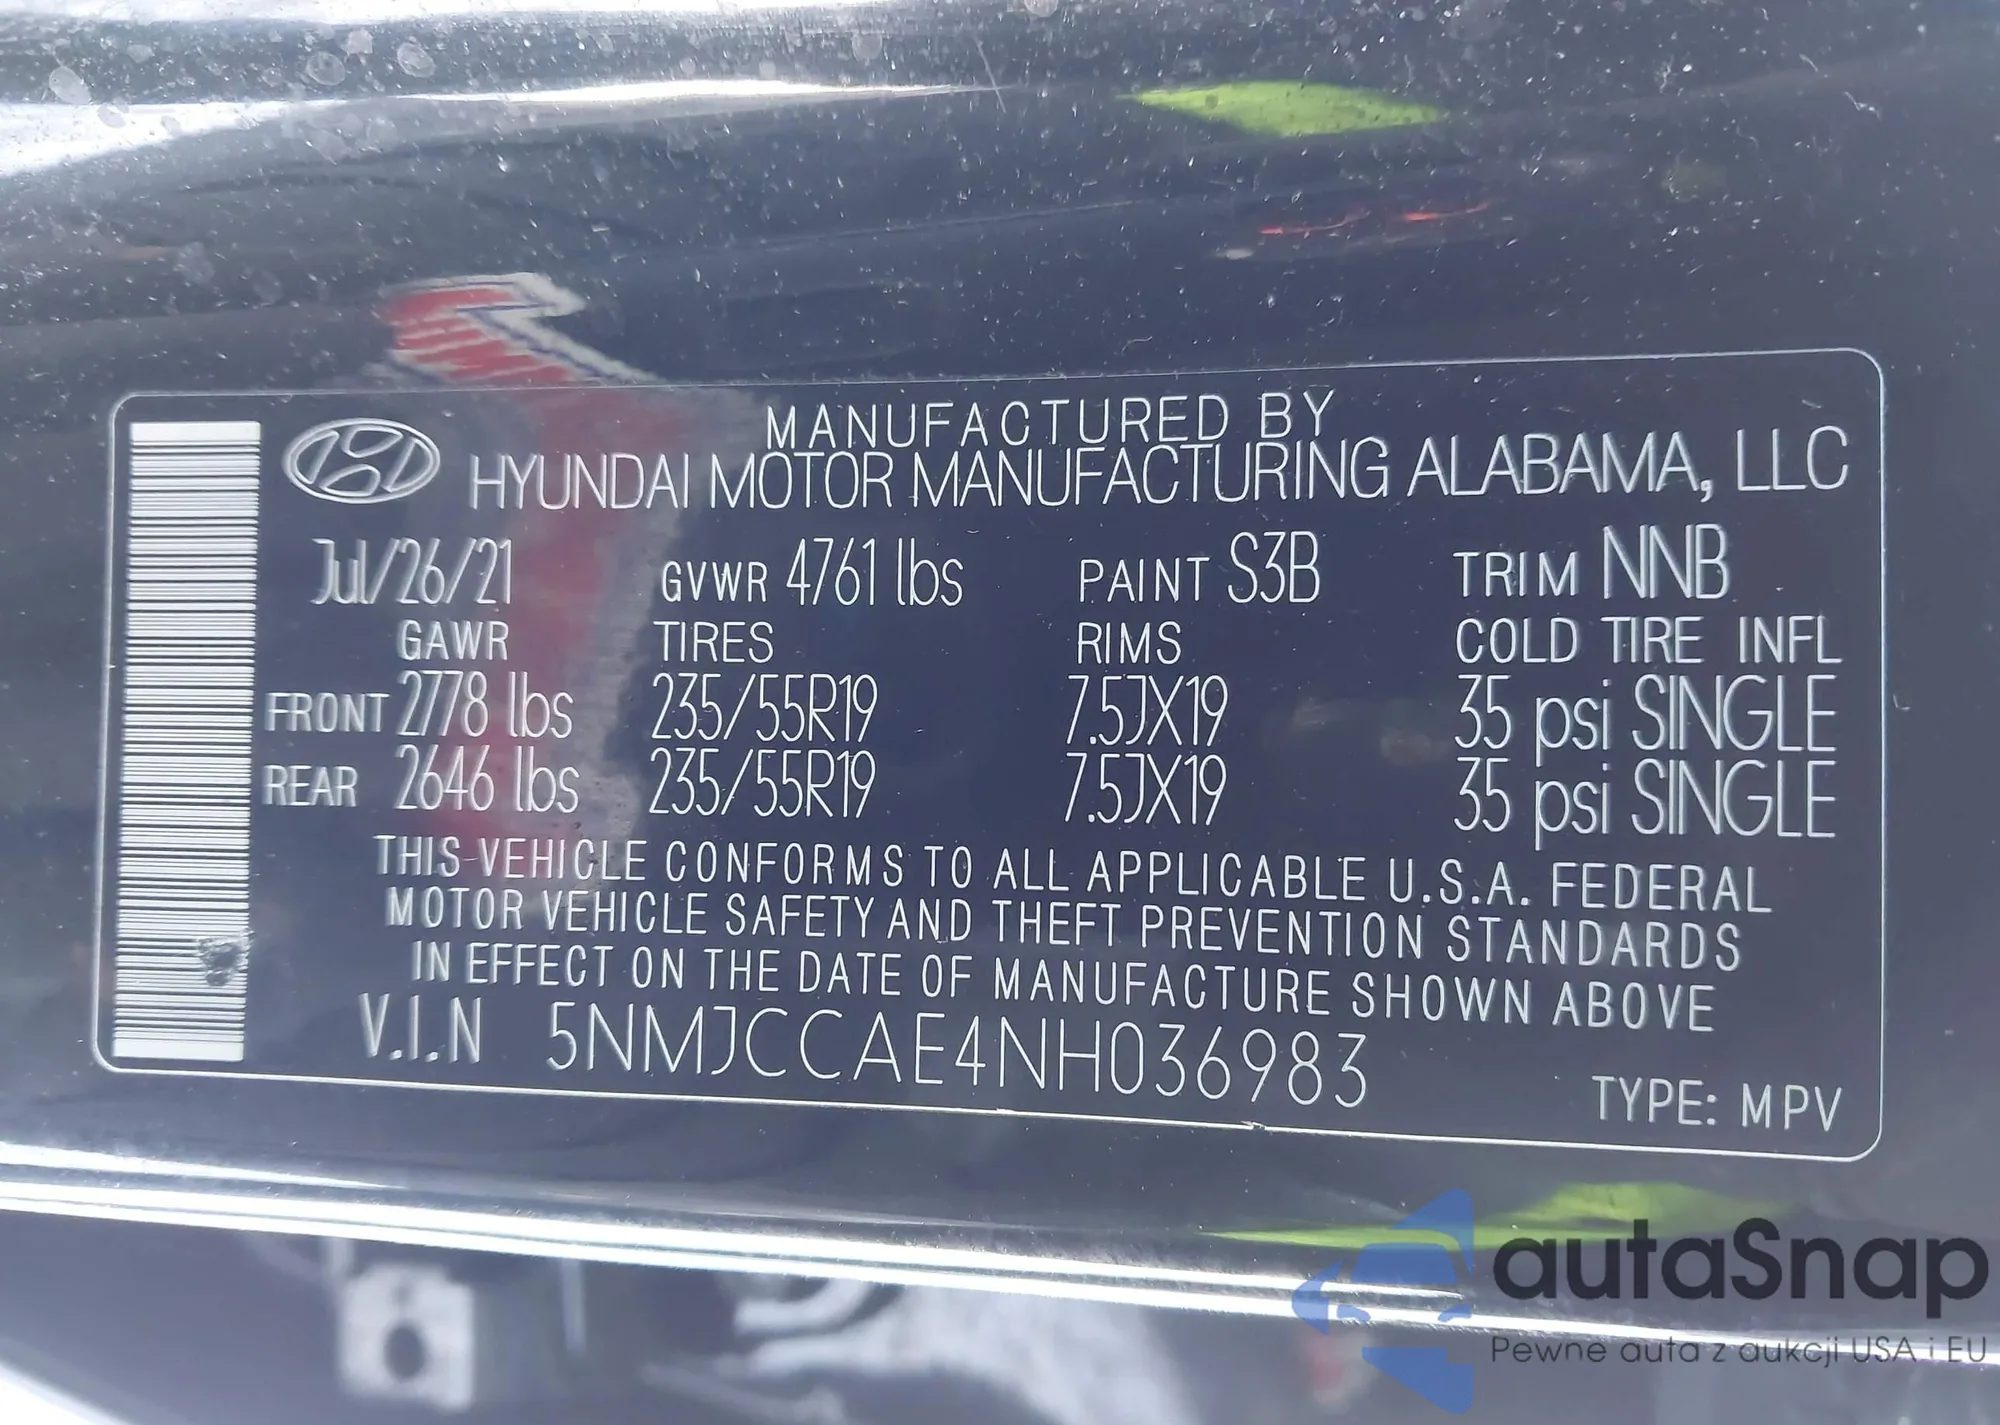 MANUFACTURED BY
HYUNDAI MOTOR MANUFACTURING ALABAMA, LLC
Jul/26/21 GVWR 4761 lbs PAINT S3B TRIM NNB
GAWR TIRES RIMS COLD TIRE INFL
FRONT 2778 lbs 235/55R19 7.5JX19 35 psi SINGLE
REAR 2646 lbs 235/55R19 7.5JX19 35 psi SINGLE
THIS VEHICLE CONFORMS TO ALL APPLICABLE U.S.A. FEDERAL
MOTOR VEHICLE SAFETY AND THEFT PREVENTION STANDARDS
IN EFFECT ON THE DATE OF MANUFACTURE SHOWN ABOVE
V.I.N 5NMJCCAE4NH036983
TYPE: MPV
autaSnap
Pewne auta z aukcji USA i EU